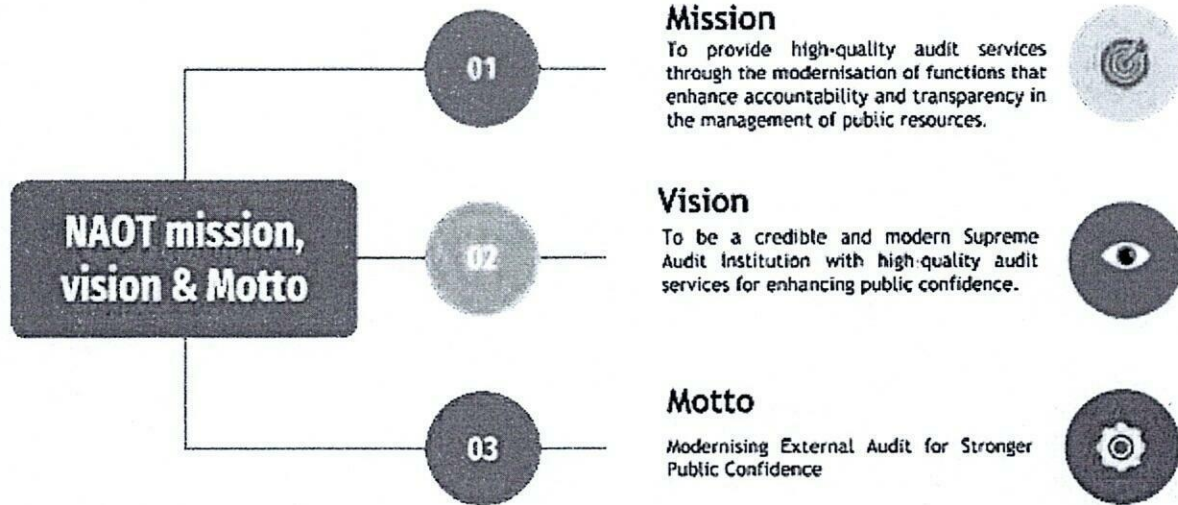 NAOT mission,
vision & Motto
01
Mission
To provide high-quality audit services
through the modernisation of functions that
enhance accountability and transparency in
the management of public resources.
02
Vision
To be a credible and modern Supreme
Audit Institution with high-quality audit
services for enhancing public confidence.
03
Motto
Modernising External Audit for Stronger
Public Confidence